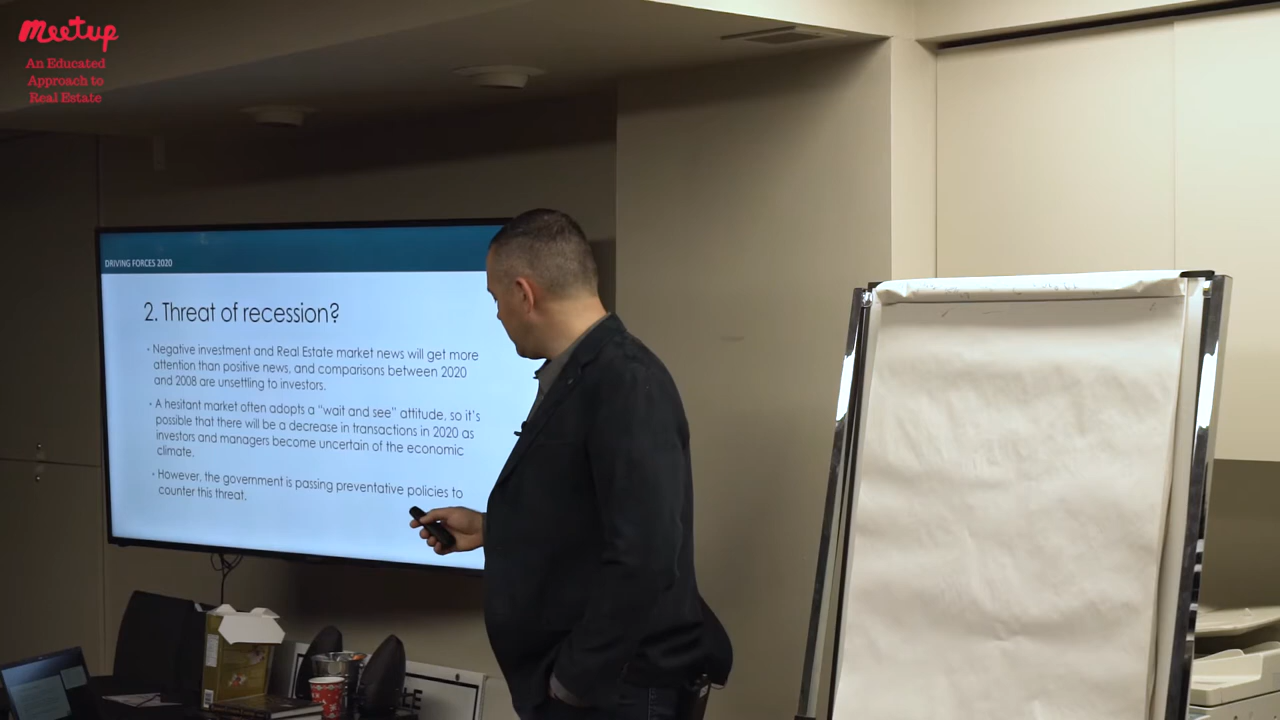 Meetup
An Educated
Approach to
Real Estate
DRIVING FORCES 2020
2. Threat of recession?
• Negative investment and Real Estate market news will get more
attention than positive news, and comparisons between 2020
and 2008 are unsettling to investors.
• A hesitant market often adopts a “wait and see” attitude, so it's
possible that there will be a decrease in transactions in 2020 as
investors and managers become uncertain of the economic
climate.
• However, the government is passing preventative policies to
counter this threat.